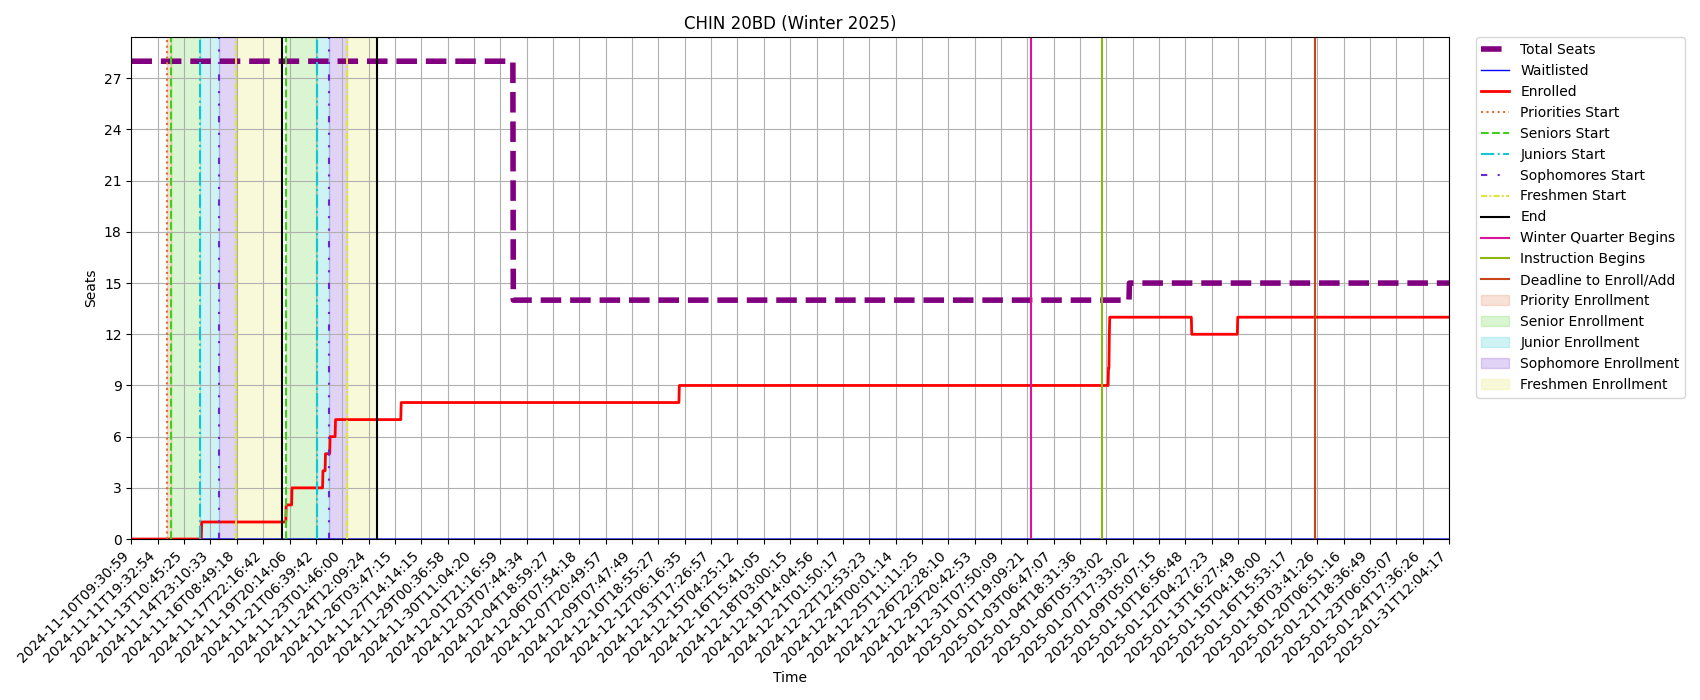 CHIN 20BD (Winter 2025)
Seats
27
24
21
18
15
12
9
6
3
0
2024-11-10T09:30:59
2024-11-11T19:32:54
2024-11-13T10:45:25
2024-11-14T23:10:33
2024-11-16T08:49:18
2024-11-17T22:16:42
2024-11-19T20:14:06
2024-11-21T06:39:42
2024-11-23T01:46:00
2024-11-24T12:09:24
2024-11-26T03:47:15
2024-11-27T14:14:15
2024-11-29T00:36:58
2024-11-30T11:04:20
2024-12-01T21:16:59
2024-12-03T07:44:34
2024-12-04T18:59:27
2024-12-06T07:54:18
2024-12-07T20:49:57
2024-12-09T07:47:49
2024-12-10T18:55:27
2024-12-12T06:16:35
2024-12-13T17:26:57
2024-12-15T04:25:12
2024-12-16T15:41:05
2024-12-18T03:00:15
2024-12-19T14:04:56
2024-12-21T01:50:17
2024-12-22T12:53:23
2024-12-24T00:01:14
2024-12-25T11:11:25
2024-12-26T22:28:10
2024-12-29T20:42:53
2024-12-31T07:50:09
2025-01-01T19:09:21
2025-01-03T06:47:07
2025-01-04T18:31:36
2025-01-06T05:33:02
2025-01-07T17:33:02
2025-01-09T05:07:15
2025-01-10T16:56:48
2025-01-12T04:27:23
2025-01-13T16:27:49
2025-01-15T04:18:00
2025-01-16T15:53:17
2025-01-18T03:41:26
2025-01-20T06:51:16
2025-01-21T18:36:49
2025-01-23T06:05:07
2025-01-24T17:36:26
2025-01-31T12:04:17
Time
Total Seats
Waitlisted
Enrolled
Priorities Start
Seniors Start
Juniors Start
Sophomores Start
Freshmen Start
End
Winter Quarter Begins
Instruction Begins
Deadline to Enroll/Add
Priority Enrollment
Senior Enrollment
Junior Enrollment
Sophomore Enrollment
Freshmen Enrollment